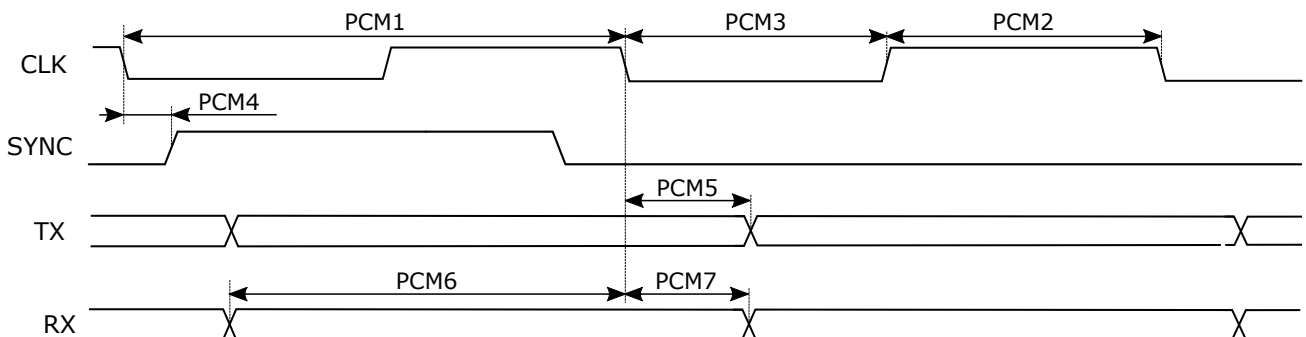 PCM1 PCM3 PCM2
CLK
PCM4
SYNC
PCM5
TX
PCM6 PCM7
RX